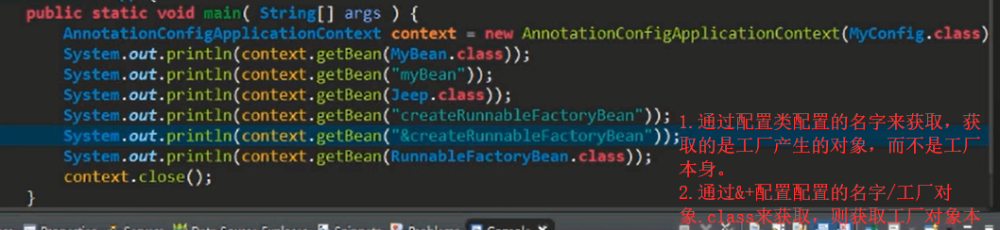 public static void main( String[] args ) {
AnnotationConfigApplicationContext context = new AnnotationConfigApplicationContext(MyConfig.class)
System.out.println(context.getBean(MyBean.class));
System.out.println(context.getBean("myBean"));
System.out.println(context.getBean(Jeep.class));
System.out.println(context.getBean("createRunnableFactoryBean"));
System.out.println(context.getBean("&createRunnableFactoryBean"));
System.out.println(context.getBean(RunnableFactoryBean.class));
context.close();
}
1.通过配置类配置的名字来获取，获
取的是工厂产生的对象，而不是工厂
本身。
2.通过&+配置配置的名字/工厂对
象.class来获取，则获取工厂对象本